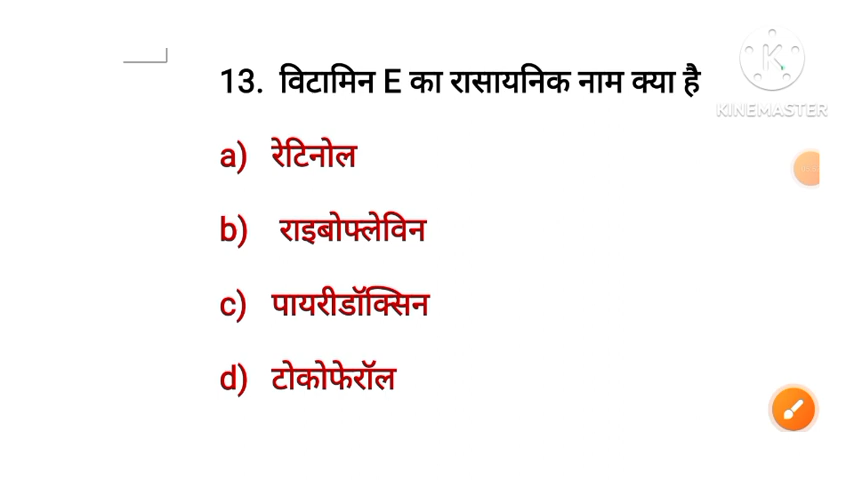 13. विटामिन E का रासायनिक नाम क्या है
KINEMASTER
a) रेटिनोल
b) राइबोफ्लेविन
c) पायरीडॉक्सिन
d) टोकोफेरॉल